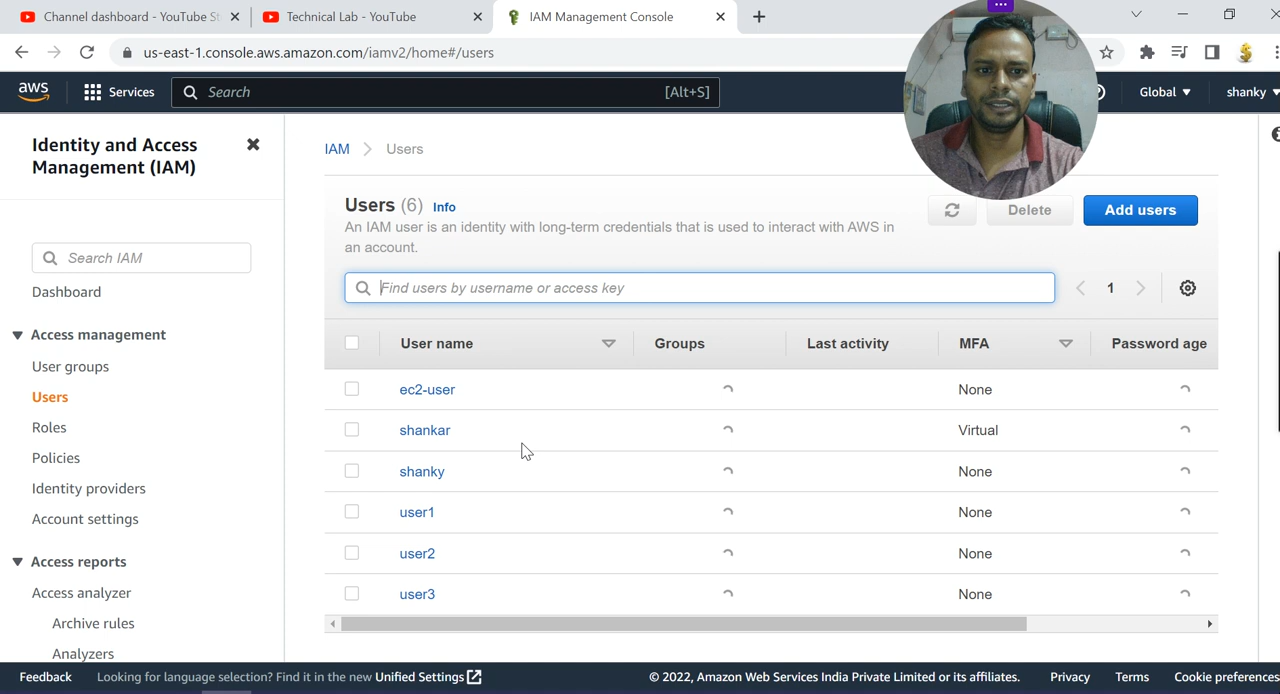 Channel dashboard - YouTube St
Technical Lab - YouTube
IAM Management Console
us-east-1.console.aws.amazon.com/iamv2/home#/users
aws
Services
Search
[Alt+S]
Global
shanky
Identity and Access
Management (IAM)
Search IAM
Dashboard
Access management
User groups
Users
Roles
Policies
Identity providers
Account settings
Access reports
Access analyzer
Archive rules
Analyzers
IAM
Users
Users (6) Info
An IAM user is an identity with long-term credentials that is used to interact with AWS in
an account.
Delete
Add users
Find users by username or access key
1
User name Groups Last activity MFA Password age
ec2-user None
shankar Virtual
shanky None
user1 None
user2 None
user3 None
Feedback Looking for language selection? Find it in the new Unified Settings © 2022, Amazon Web Services India Private Limited or its affiliates. Privacy Terms Cookie preferences